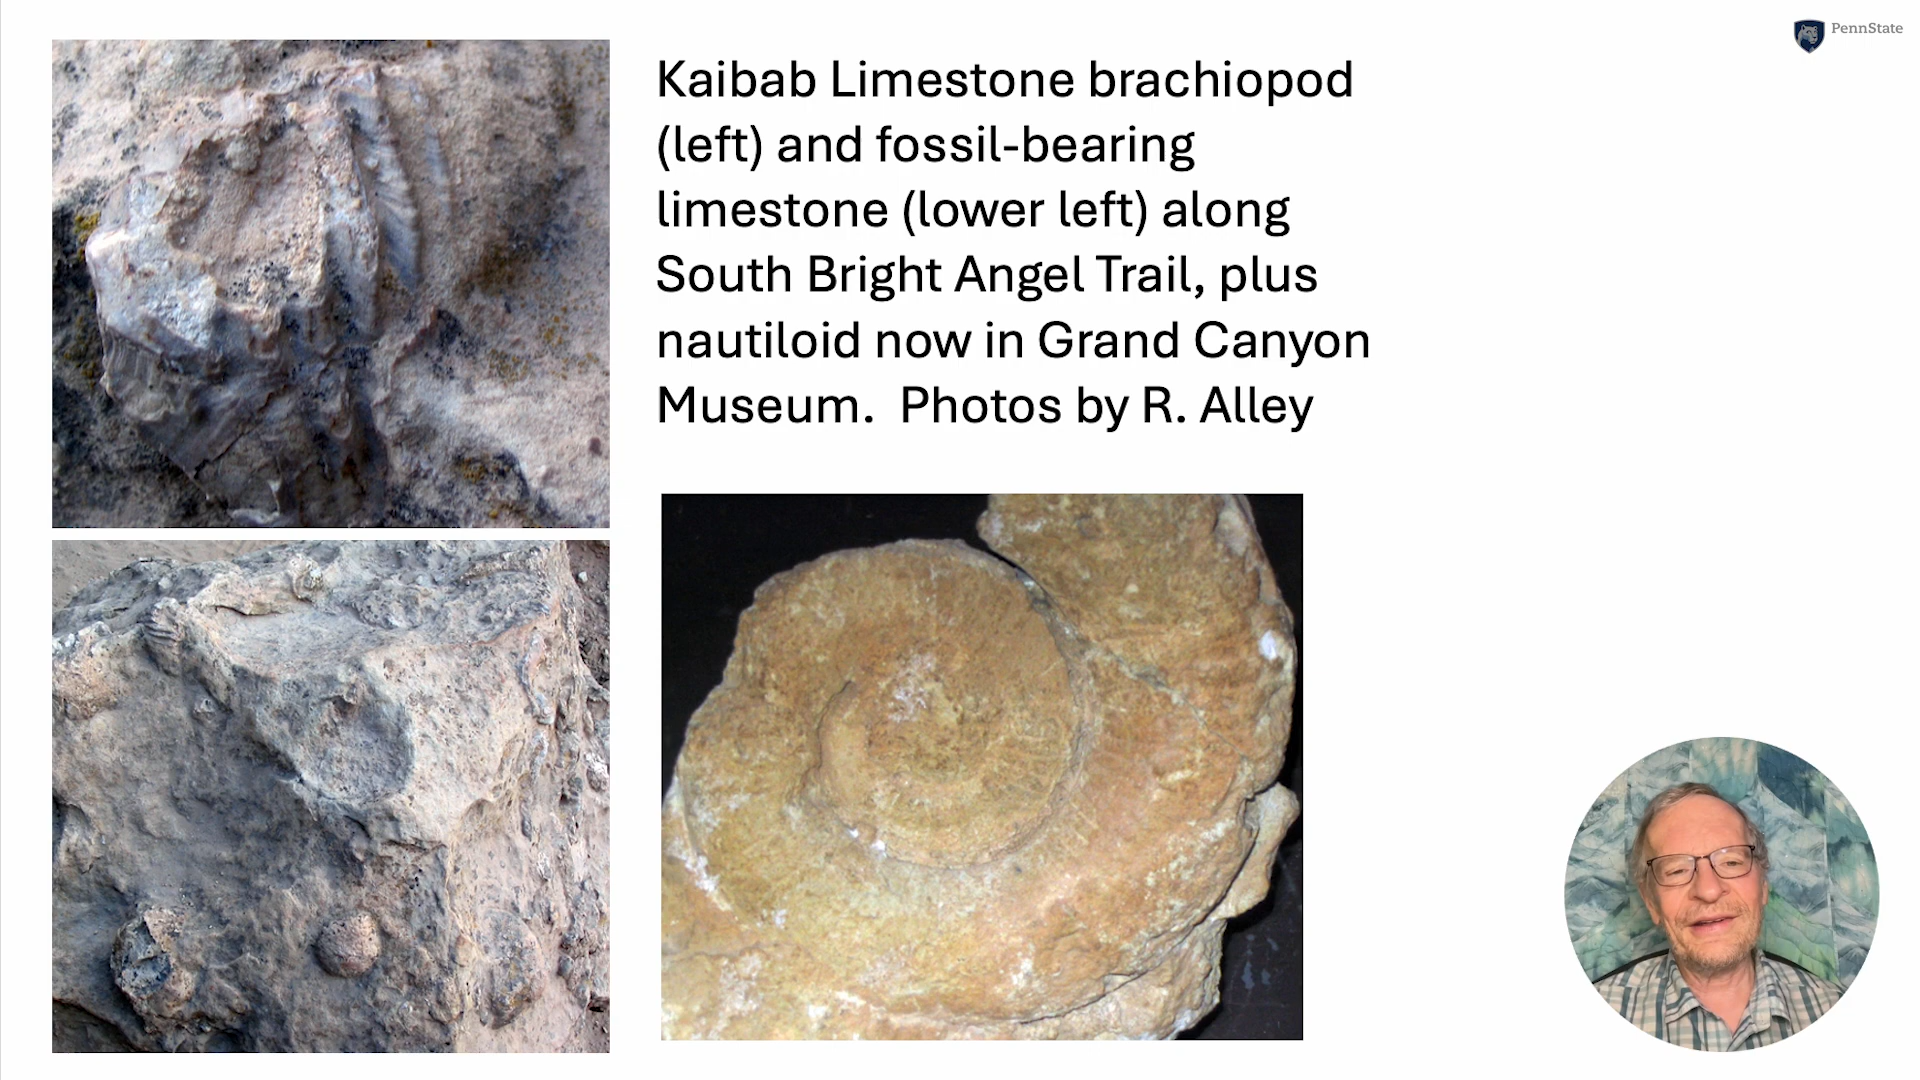 PennState
Kaibab Limestone brachiopod
(left) and fossil-bearing
limestone (lower left) along
South Bright Angel Trail, plus
nautiloid now in Grand Canyon
Museum.  Photos by R. Alley